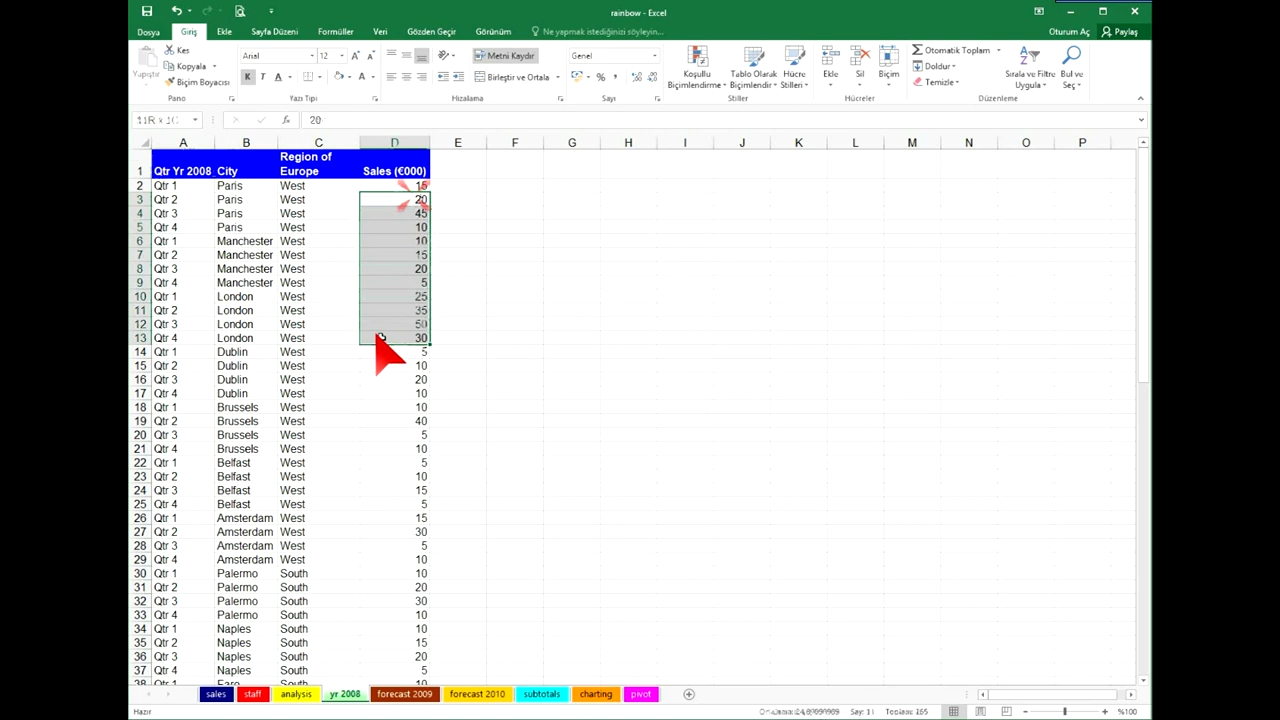 rainbow - Excel
Dosya Giriş Ekle Sayfa Düzeni Formüller Veri Gözden Geçir Görünüm Ne yapmak istediğinizi söyleyin... Oturum Aç Paylaş
Yapıştır
Kes
Kopyala
Biçim Boyacısı
Pano
Arial 12
K T A
Yazı Tipi
Metni Kaydır
Birleştir ve Ortala
Hizalama
Genel
%
Sayı
Koşullu Biçimlendirme
Tablo Olarak Biçimlendir
Hücre Stilleri
Stiller
Ekle Sil Biçim
Hücreler
Otomatik Toplam
Doldur
Temizle
Sırala ve Filtre Uygula
Bul ve Seç
Düzenleme
fx 20
A B C D E F G H I J K L M N O P
1 Qtr Yr 2008 City Region of Europe Sales (€000)
2 Qtr 1 Paris West 15
3 Qtr 2 Paris West 20
4 Qtr 3 Paris West 45
5 Qtr 4 Paris West 10
6 Qtr 1 Manchester West 10
7 Qtr 2 Manchester West 15
8 Qtr 3 Manchester West 20
9 Qtr 4 Manchester West 5
10 Qtr 1 London West 25
11 Qtr 2 London West 35
12 Qtr 3 London West 50
13 Qtr 4 London West 30
14 Qtr 1 Dublin West 5
15 Qtr 2 Dublin West 10
16 Qtr 3 Dublin West 20
17 Qtr 4 Dublin West 10
18 Qtr 1 Brussels West 10
19 Qtr 2 Brussels West 40
20 Qtr 3 Brussels West 5
21 Qtr 4 Brussels West 10
22 Qtr 1 Belfast West 5
23 Qtr 2 Belfast West 10
24 Qtr 3 Belfast West 15
25 Qtr 4 Belfast West 5
26 Qtr 1 Amsterdam West 15
27 Qtr 2 Amsterdam West 30
28 Qtr 3 Amsterdam West 5
29 Qtr 4 Amsterdam West 10
30 Qtr 1 Palermo South 10
31 Qtr 2 Palermo South 20
32 Qtr 3 Palermo South 30
33 Qtr 4 Palermo South 10
34 Qtr 1 Naples South 10
35 Qtr 2 Naples South 15
36 Qtr 3 Naples South 20
37 Qtr 4 Naples South 5
38 Qtr 1 Faro South 10
sales staff analysis yr 2008 forecast 2009 forecast 2010 subtotals charting pivot
Hazır %100